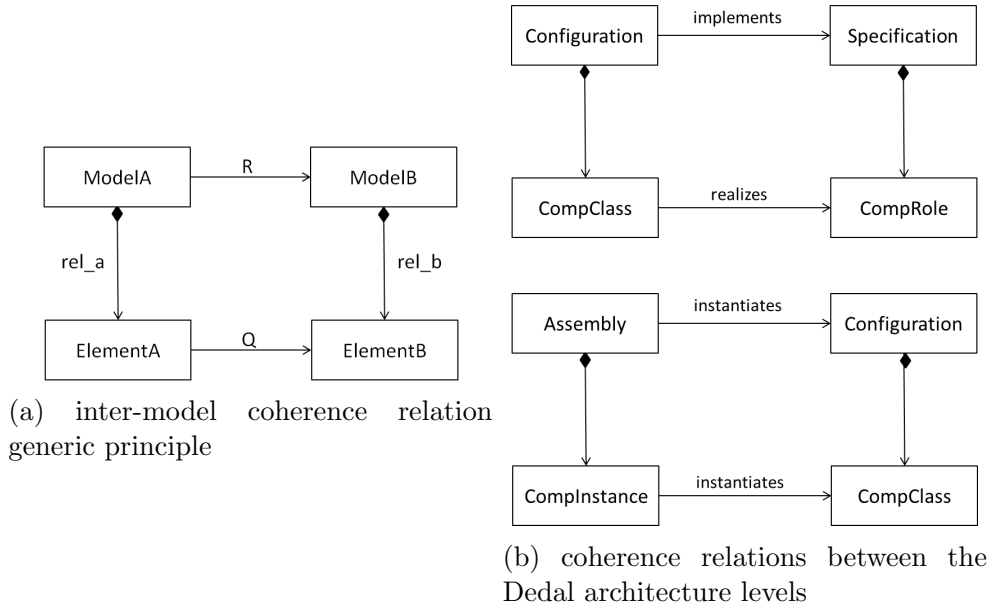 ModelA
R
ModelB
rel_a
rel_b
ElementA
Q
ElementB
(a) inter-model coherence relation
generic principle
Configuration
implements
Specification
CompClass
realizes
CompRole
Assembly
instantiates
Configuration
CompInstance
instantiates
CompClass
(b) coherence relations between the
Dedal architecture levels